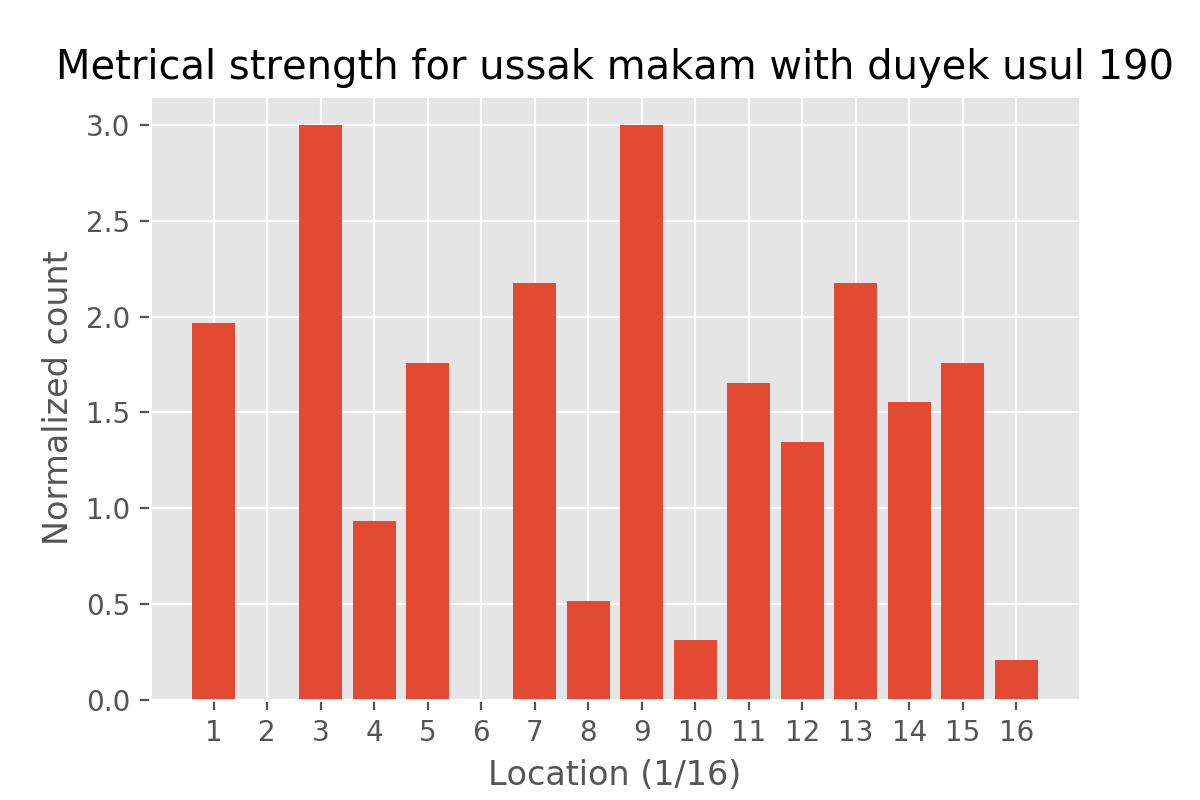 Metrical strength for ussak makam with duyek usul 190
3.0
2.5
2.0
1.5
1.0
0.5
0.0
Normalized count
1 2 3 4 5 6 7 8 9 10 11 12 13 14 15 16
Location (1/16)